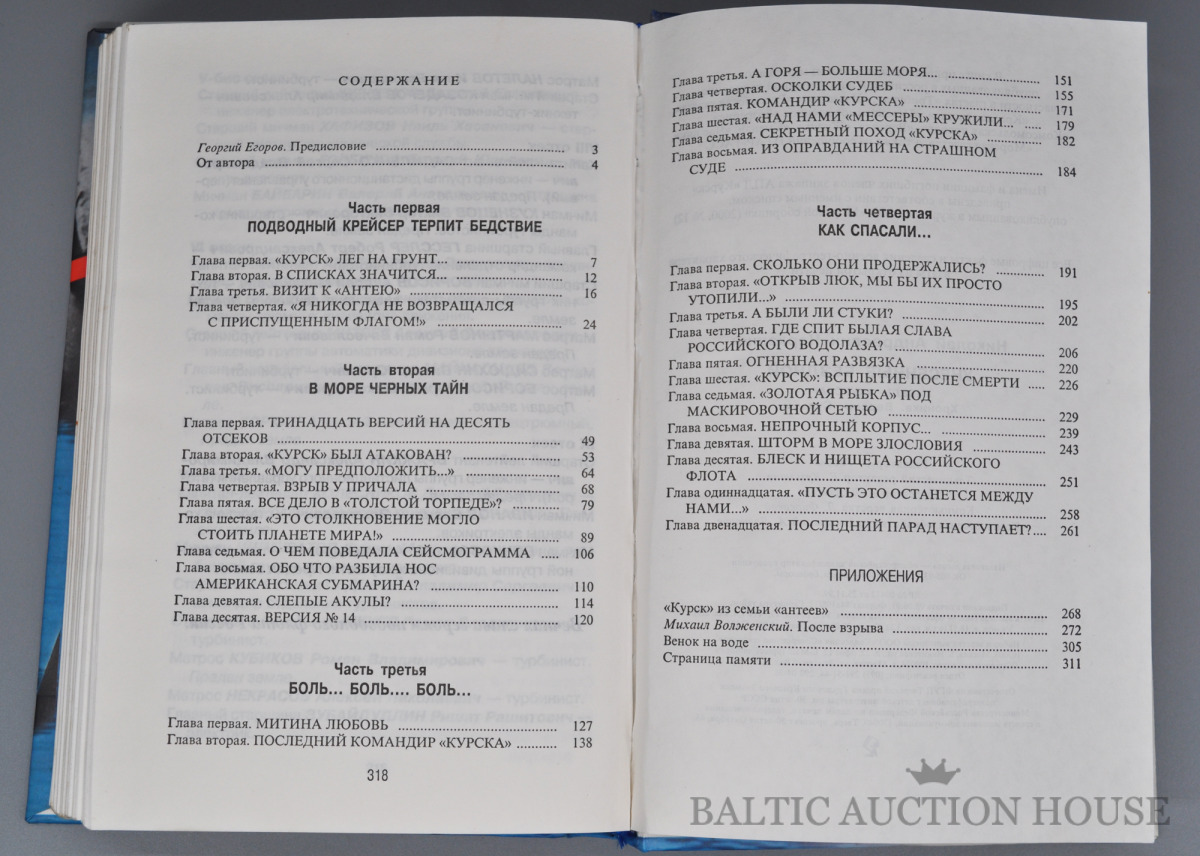 СОДЕРЖАНИЕ
Георгий Егоров. Предисловие ........ 3
От автора ........ 4
Часть первая
ПОДВОДНЫЙ КРЕЙСЕР ТЕРПИТ БЕДСТВИЕ
Глава первая. «КУРСК» ЛЕГ НА ГРУНТ... ........ 7
Глава вторая. В СПИСКАХ ЗНАЧИТСЯ... ........ 12
Глава третья. ВИЗИТ К «АНТЕЮ» ........ 16
Глава четвертая. «Я НИКОГДА НЕ ВОЗВРАЩАЛСЯ
С ПРИСПУЩЕННЫМ ФЛАГОМ!» ........ 24
Часть вторая
В МОРЕ ЧЕРНЫХ ТАЙН
Глава первая. ТРИНАДЦАТЬ ВЕРСИЙ НА ДЕСЯТЬ
ОТСЕКОВ ........ 49
Глава вторая. «КУРСК» БЫЛ АТАКОВАН? ........ 53
Глава третья. «МОГУ ПРЕДПОЛОЖИТЬ...» ........ 64
Глава четвертая. ВЗРЫВ У ПРИЧАЛА ........ 68
Глава пятая. ВСЕ ДЕЛО В «ТОЛСТОЙ ТОРПЕДЕ»? ........ 79
Глава шестая. «ЭТО СТОЛКНОВЕНИЕ МОГЛО
СТОИТЬ ПЛАНЕТЕ МИРА!» ........ 89
Глава седьмая. О ЧЕМ ПОВЕДАЛА СЕЙСМОГРАММА ..... 106
Глава восьмая. ОБО ЧТО РАЗБИЛА НОС
АМЕРИКАНСКАЯ СУБМАРИНА? ........ 110
Глава девятая. СЛЕПЫЕ АКУЛЫ? ........ 114
Глава десятая. ВЕРСИЯ № 14 ........ 120
Часть третья
БОЛЬ... БОЛЬ.... БОЛЬ...
Глава первая. МИТИНА ЛЮБОВЬ ........ 127
Глава вторая. ПОСЛЕДНИЙ КОМАНДИР «КУРСКА» ........ 138
318
Глава третья. А ГОРЯ — БОЛЬШЕ МОРЯ... ........ 151
Глава четвертая. ОСКОЛКИ СУДЕБ ........ 155
Глава пятая. КОМАНДИР «КУРСКА» ........ 171
Глава шестая. «НАД НАМИ «МЕССЕРЫ» КРУЖИЛИ... ........ 179
Глава седьмая. СЕКРЕТНЫЙ ПОХОД «КУРСКА» ........ 182
Глава восьмая. ИЗ ОПРАВДАНИЙ НА СТРАШНОМ
СУДЕ ........ 184
Часть четвертая
КАК СПАСАЛИ...
Глава первая. СКОЛЬКО ОНИ ПРОДЕРЖАЛИСЬ? ........ 191
Глава вторая. «ОТКРЫВ ЛЮК, МЫ БЫ ИХ ПРОСТО
УТОПИЛИ...» ........ 195
Глава третья. А БЫЛИ ЛИ СТУКИ? ........ 202
Глава четвертая. ГДЕ СПИТ БЫЛАЯ СЛАВА
РОССИЙСКОГО ВОДОЛАЗА? ........ 206
Глава пятая. ОГНЕННАЯ РАЗВЯЗКА ........ 220
Глава шестая. «КУРСК»: ВСПЛЫТИЕ ПОСЛЕ СМЕРТИ ..... 226
Глава седьмая. «ЗОЛОТАЯ РЫБКА» ПОД
МАСКИРОВОЧНОЙ СЕТЬЮ ........ 229
Глава восьмая. НЕПРОЧНЫЙ КОРПУС... ........ 239
Глава девятая. ШТОРМ В МОРЕ ЗЛОСЛОВИЯ ........ 243
Глава десятая. БЛЕСК И НИЩЕТА РОССИЙСКОГО
ФЛОТА ........ 251
Глава одиннадцатая. «ПУСТЬ ЭТО ОСТАНЕТСЯ МЕЖДУ
НАМИ...» ........ 258
Глава двенадцатая. ПОСЛЕДНИЙ ПАРАД НАСТУПАЕТ?.... 261
ПРИЛОЖЕНИЯ
«Курск» из семьи «антеев» ........ 268
Михаил Волженский. После взрыва ........ 272
Венок на воде ........ 305
Страница памяти ........ 311
BALTIC AUCTION HOUSE